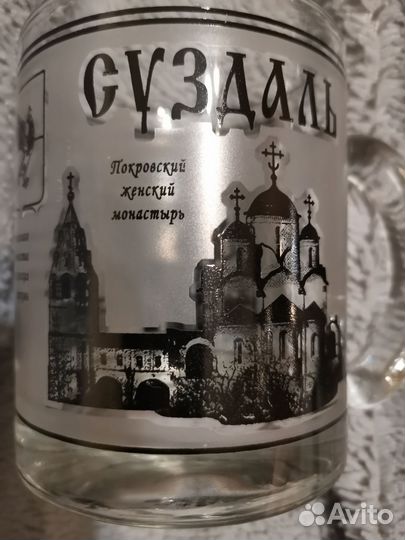 СУЗДАЛЬ
Покровский
женский
монастырь
Avito